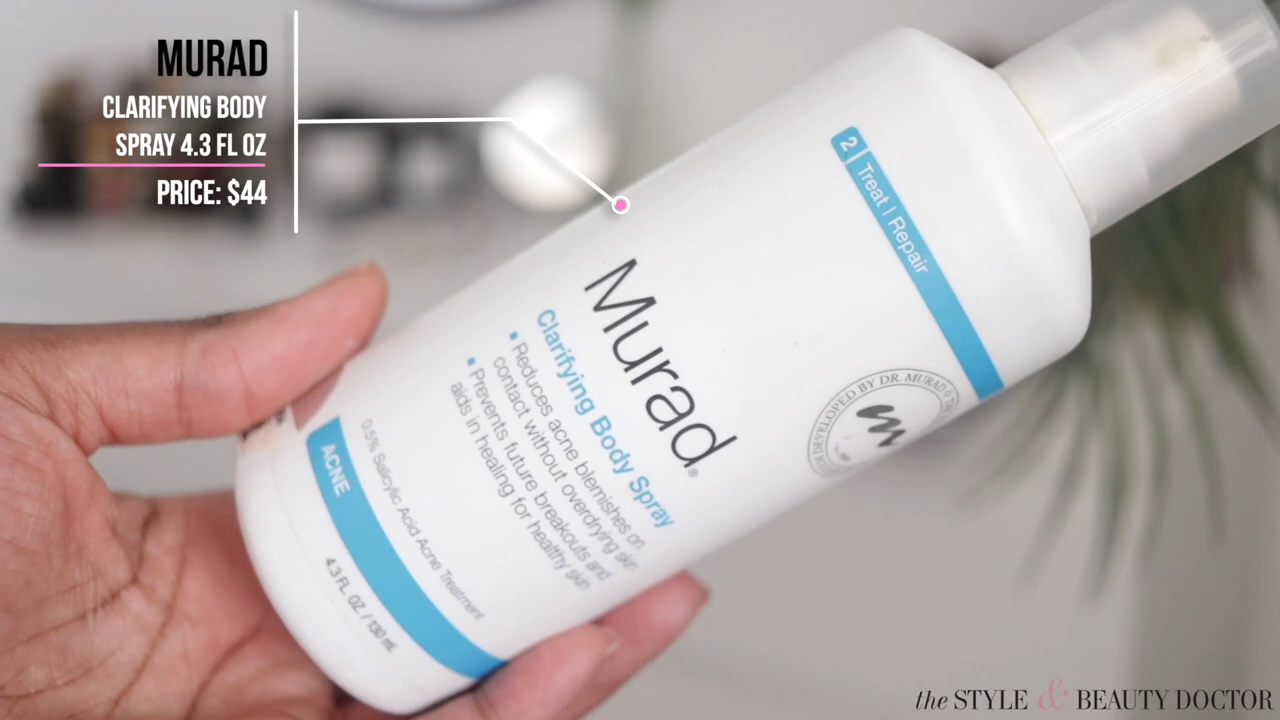 MURAD
CLARIFYING BODY
SPRAY 4.3 FL OZ
PRICE: $44
2 Treat | Repair
Murad®
Clarifying Body Spray
▪ Reduces acne blemishes on
contact without overdrying skin
▪ Prevents future breakouts and
aids in healing for healthy skin
DEVELOPED BY DR. MURAD
m
ACNE
0.5% Salicylic Acid Acne Treatment
4.3 FL. OZ. / 130 mL
the STYLE & BEAUTY DOCTOR